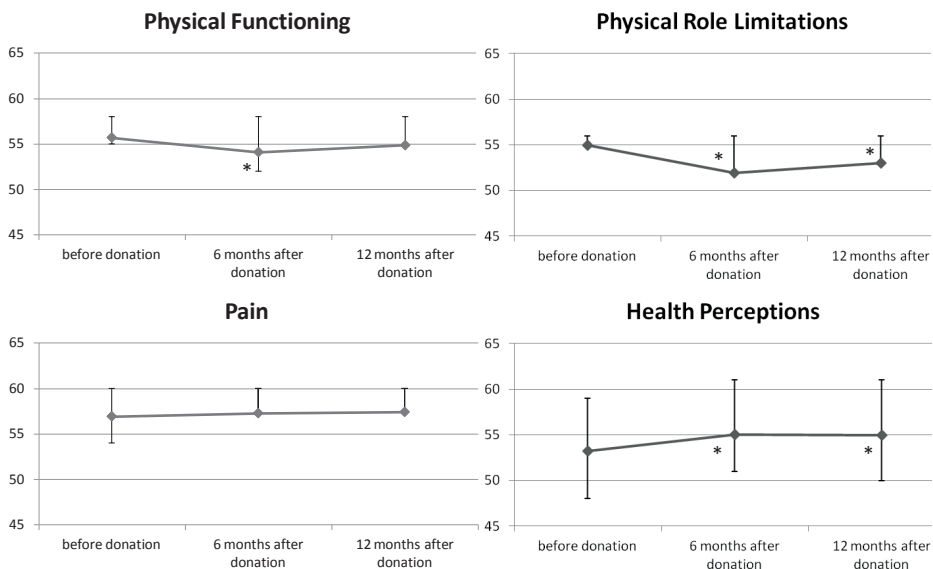 Physical Functioning
65
60
55
50
45
*
before donation
6 months after
donation
12 months after
donation
Physical Role Limitations
65
60
55
50
45
*
*
before donation
6 months after
donation
12 months after
donation
Pain
65
60
55
50
45
before donation
6 months after
donation
12 months after
donation
Health Perceptions
65
60
55
50
45
*
*
before donation
6 months after
donation
12 months after
donation